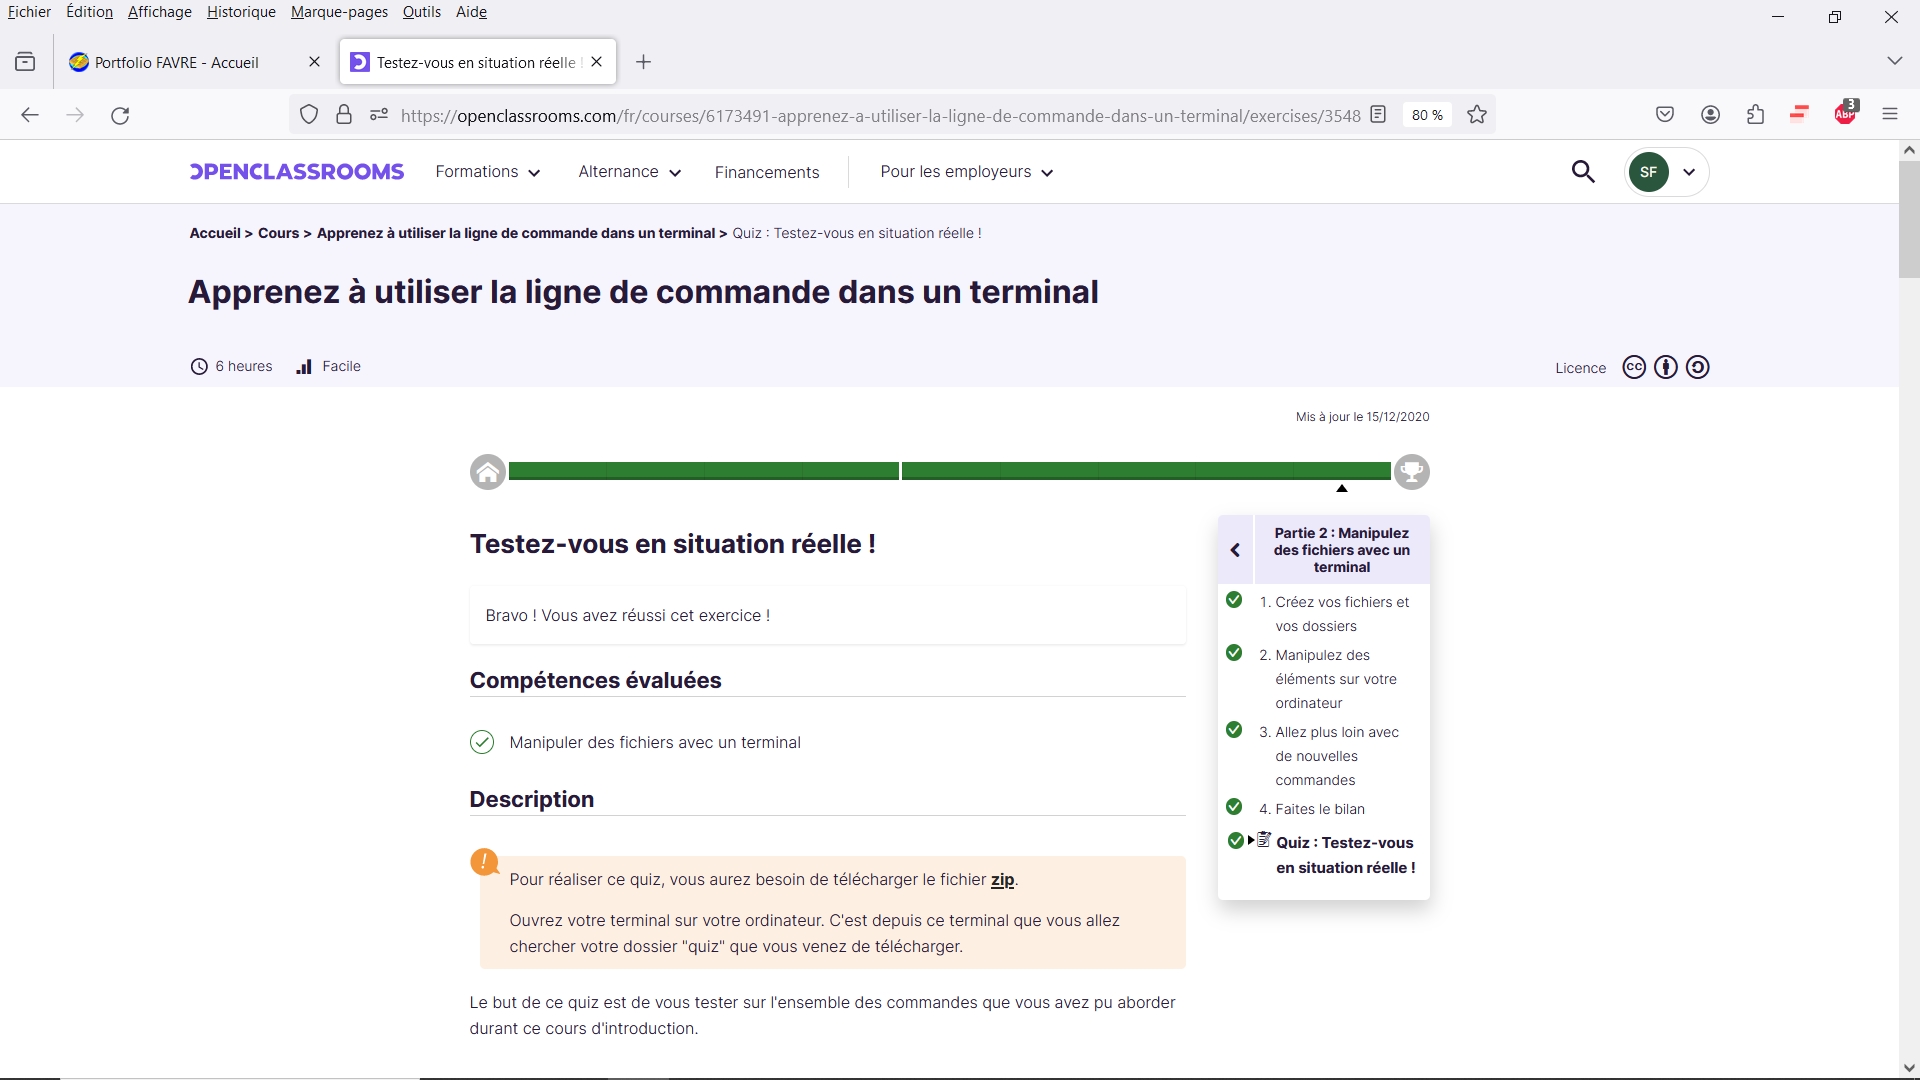 Fichier Édition Affichage Historique Marque-pages Outils Aide
Portfolio FAVRE - Accueil
Testez-vous en situation réelle !
https://openclassrooms.com/fr/courses/6173491-apprenez-a-utiliser-la-ligne-de-commande-dans-un-terminal/exercises/3548
80 %
ABP
3
OPENCLASSROOMS
Formations
Alternance
Financements
Pour les employeurs
SF
Accueil > Cours > Apprenez à utiliser la ligne de commande dans un terminal > Quiz : Testez-vous en situation réelle !
Apprenez à utiliser la ligne de commande dans un terminal
6 heures
Facile
Licence
cc
Mis à jour le 15/12/2020
Testez-vous en situation réelle !
Bravo ! Vous avez réussi cet exercice !
Compétences évaluées
Manipuler des fichiers avec un terminal
Description
!
Pour réaliser ce quiz, vous aurez besoin de télécharger le fichier zip.
Ouvrez votre terminal sur votre ordinateur. C'est depuis ce terminal que vous allez
chercher votre dossier "quiz" que vous venez de télécharger.
Le but de ce quiz est de vous tester sur l'ensemble des commandes que vous avez pu aborder
durant ce cours d'introduction.
Partie 2 : Manipulez
des fichiers avec un
terminal
1. Créez vos fichiers et
vos dossiers
2. Manipulez des
éléments sur votre
ordinateur
3. Allez plus loin avec
de nouvelles
commandes
4. Faites le bilan
Quiz : Testez-vous
en situation réelle !